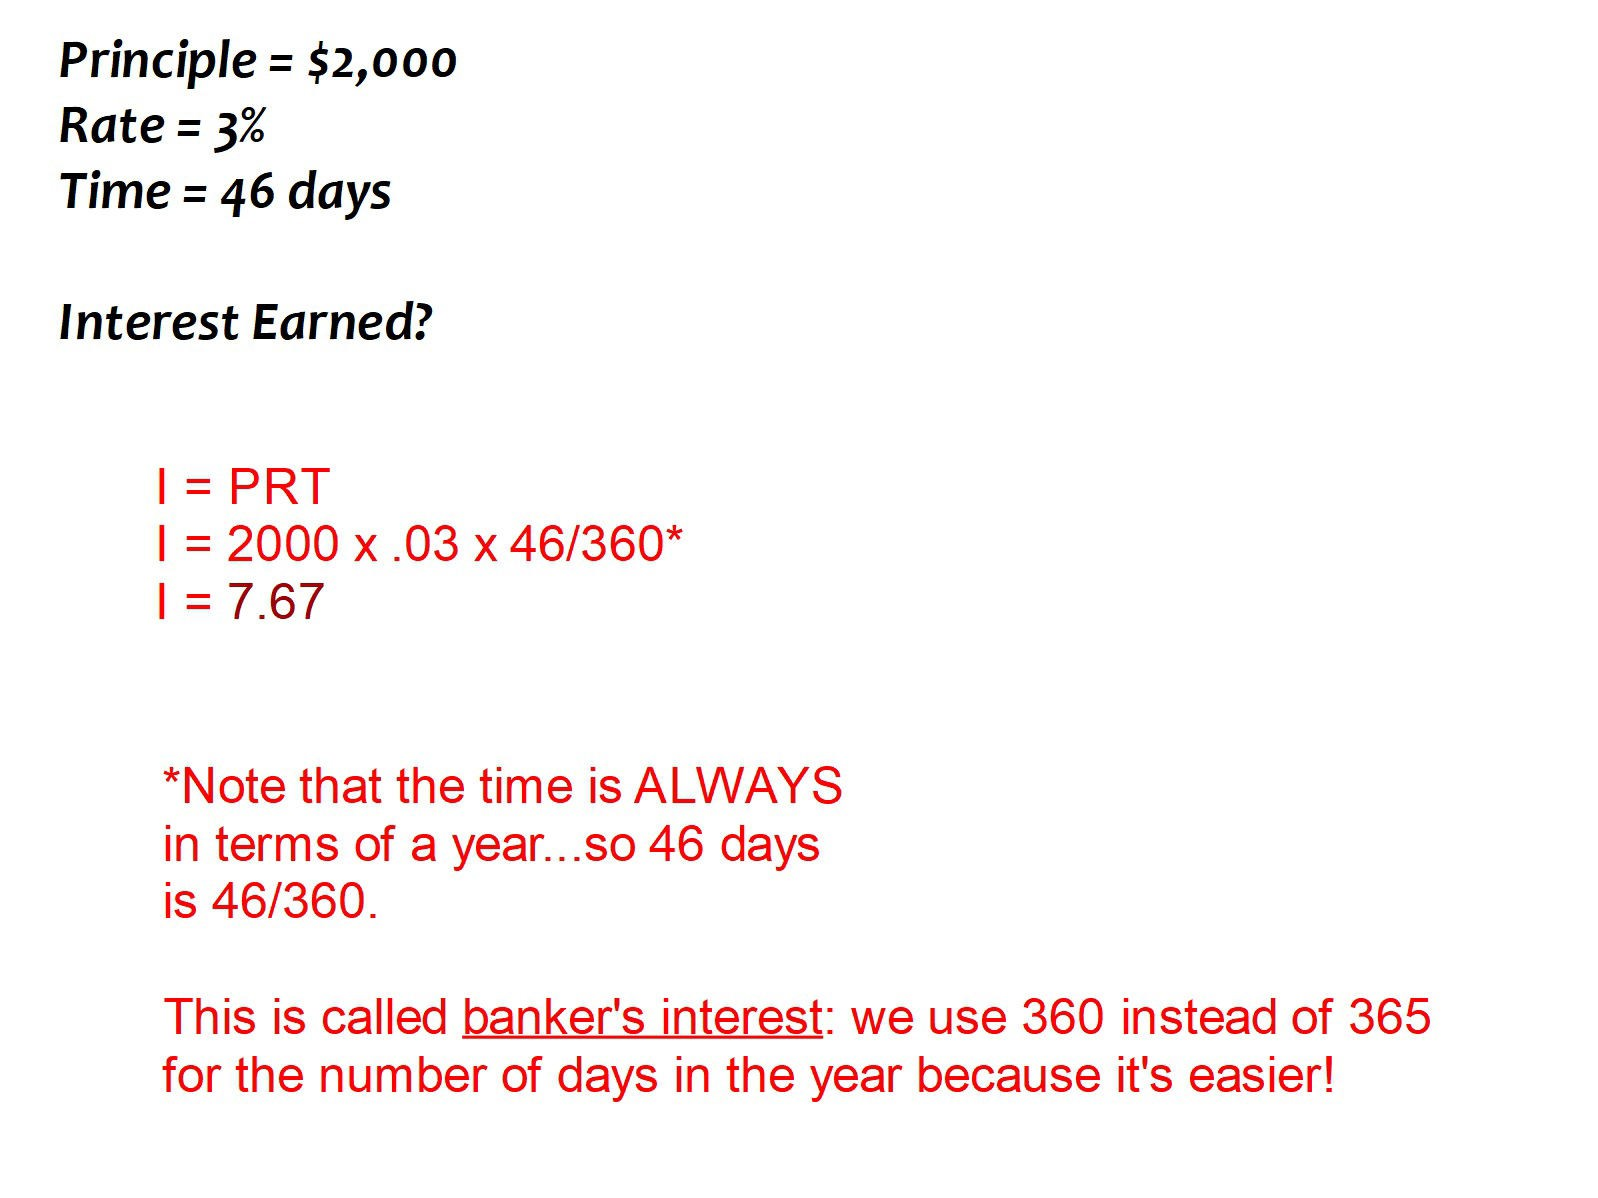 Principle = $2,000
Rate = 3%
Time = 46 days
Interest Earned?
I = PRT
I = 2000 x .03 x 46/360*
I = 7.67
*Note that the time is ALWAYS
in terms of a year...so 46 days
is 46/360.
This is called banker's interest: we use 360 instead of 365
for the number of days in the year because it's easier!